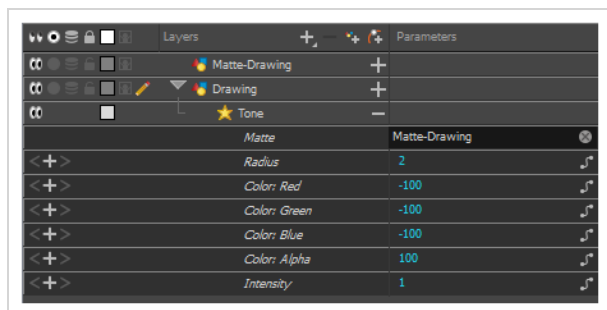 Layers Parameters
Matte-Drawing
Drawing
Tone
Matte Matte-Drawing
Radius 2
Color: Red -100
Color: Green -100
Color: Blue -100
Color: Alpha 100
Intensity 1